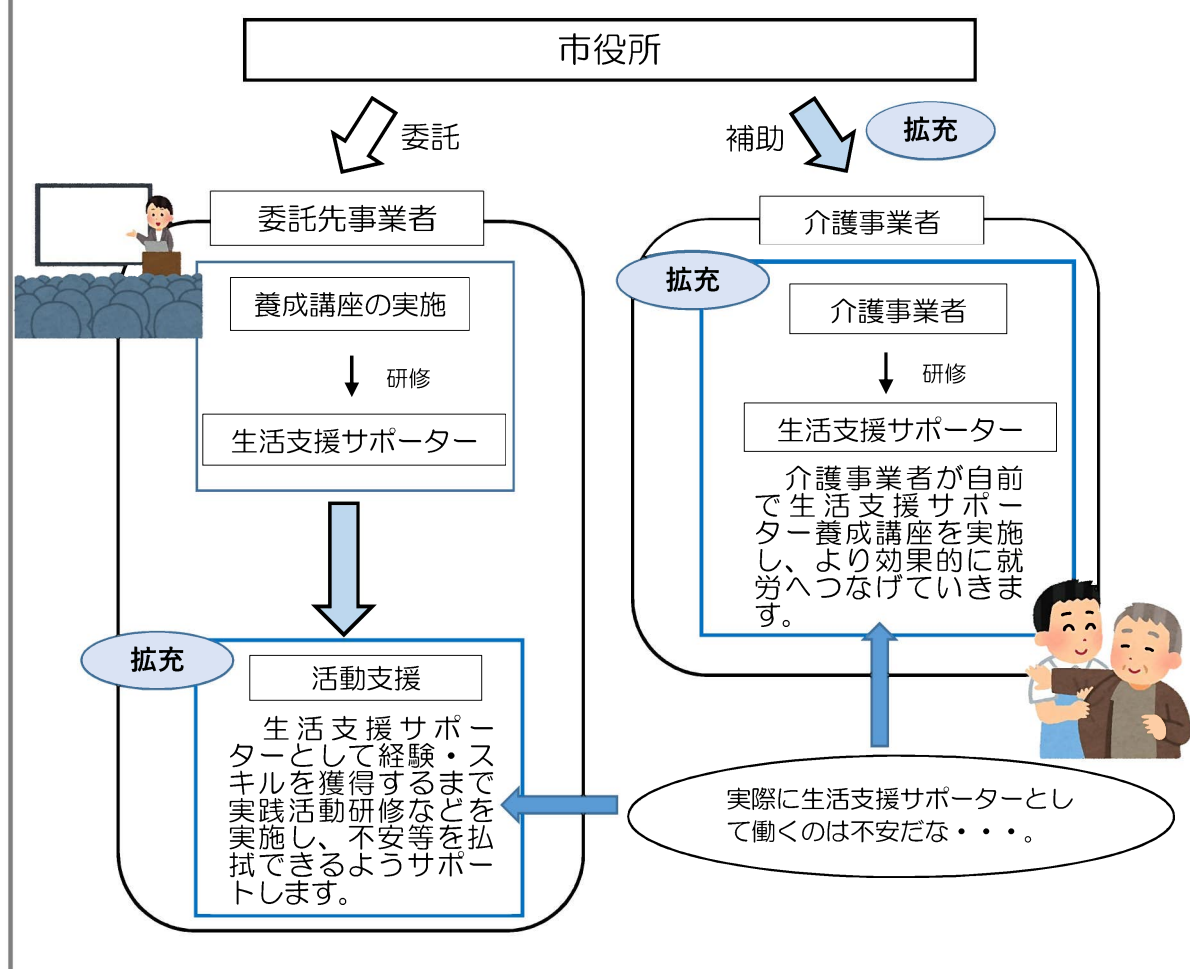 市役所
委託
補助
拡充
委託先事業者
養成講座の実施
研修
生活支援サポーター
拡充
活動支援
生活支援サポー
ターとして経験・ス
キルを獲得するまで
実践活動研修などを
実施し、不安等を払
拭できるようサポー
トします。
介護事業者
拡充
介護事業者
研修
生活支援サポーター
介護事業者が自前
で生活支援サポー
ター養成講座を実施
し、より効果的に就
労へつなげていきま
す。
実際に生活支援サポーターとし
て働くのは不安だな・・・。